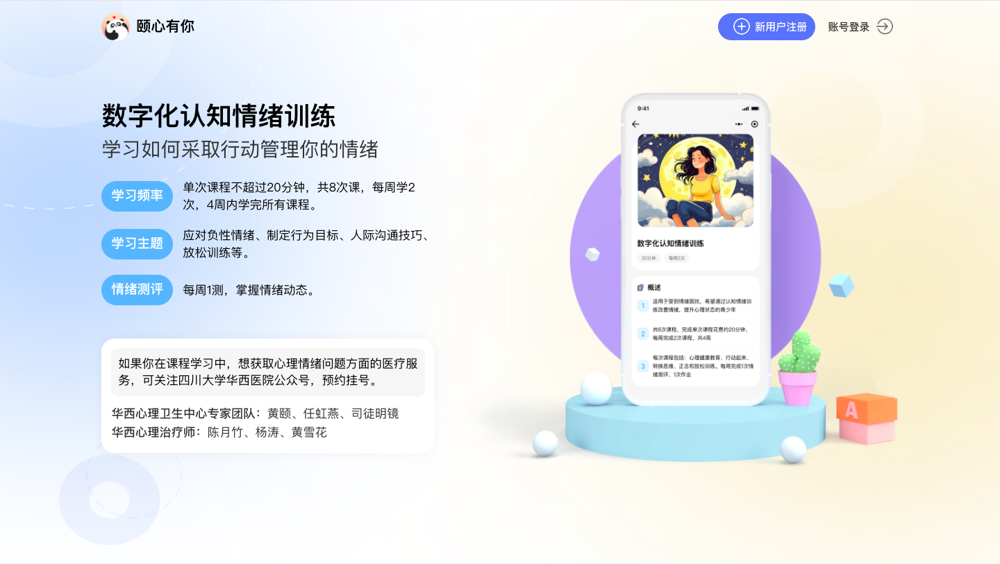 颐心有你
新用户注册
账号登录
数字化认知情绪训练
学习如何采取行动管理你的情绪
学习频率
单次课程不超过20分钟，共8次课，每周学2
次，4周内学完所有课程。
学习主题
应对负性情绪、制定行为目标、人际沟通技巧、
放松训练等。
情绪测评
每周1测，掌握情绪动态。
如果你在课程学习中，想获取心理情绪问题方面的医疗服
务，可关注四川大学华西医院公众号，预约挂号。
华西心理卫生中心专家团队：黄颐、任虹燕、司徒明镜
华西心理治疗师：陈月竹、杨涛、黄雪花
9:41
数字化认知情绪训练
20分钟
每周2次
概述
1
适用于受到情绪困扰，希望通过认知情绪训
练改善情绪，提升心理状态的青少年
2
共8次课程，完成单次课程花费约20分钟，
每周完成2次课程，共4周
3
每次课程包括：心理健康教育、行动起来、
转换思维、正念和放松训练。每周完成1次情
绪测评、1次作业
A